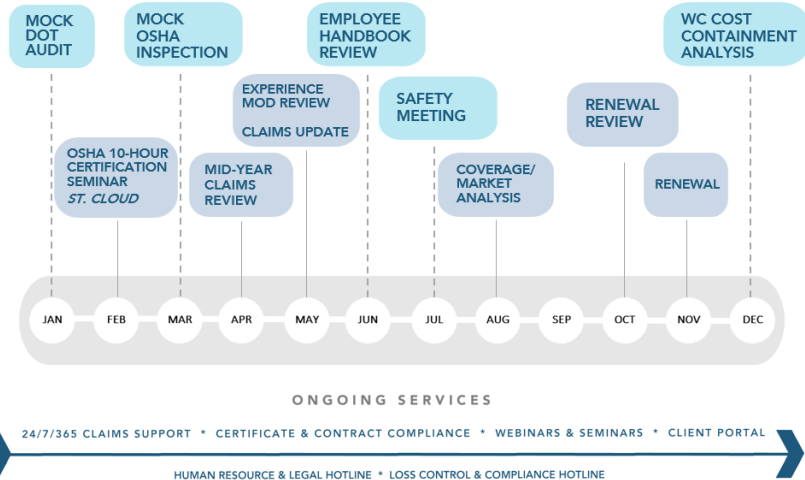 MOCK
DOT
AUDIT
MOCK
OSHA
INSPECTION
EMPLOYEE
HANDBOOK
REVIEW
WC COST
CONTAINMENT
ANALYSIS
EXPERIENCE
MOD REVIEW
CLAIMS UPDATE
SAFETY
MEETING
RENEWAL
REVIEW
OSHA 10-HOUR
CERTIFICATION
SEMINAR
ST. CLOUD
MID-YEAR
CLAIMS
REVIEW
COVERAGE/
MARKET
ANALYSIS
RENEWAL
JAN FEB MAR APR MAY JUN JUL AUG SEP OCT NOV DEC
ONGOING SERVICES
24/7/365 CLAIMS SUPPORT * CERTIFICATE & CONTRACT COMPLIANCE * WEBINARS & SEMINARS * CLIENT PORTAL
HUMAN RESOURCE & LEGAL HOTLINE * LOSS CONTROL & COMPLIANCE HOTLINE